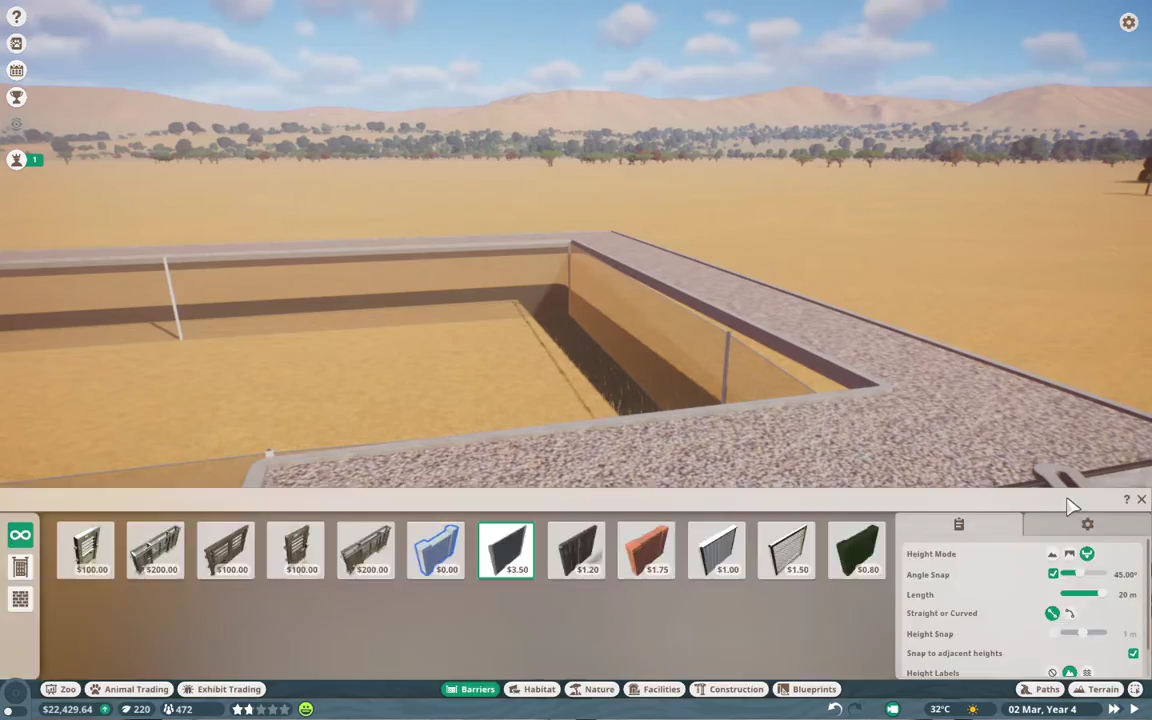 ?
1
? ×
$100.00 $200.00 $100.00 $100.00 $200.00 $0.00 $3.50 $1.20 $1.75 $1.00 $1.50 $0.80
Height Mode
Angle Snap 45.00°
Length 20 m
Straight or Curved
Height Snap 1 m
Snap to adjacent heights
Height Labels
Zoo Animal Trading Exhibit Trading Barriers Habitat Nature Facilities Construction Blueprints Paths Terrain
$22,429.64 220 472 32°C 02 Mar, Year 4